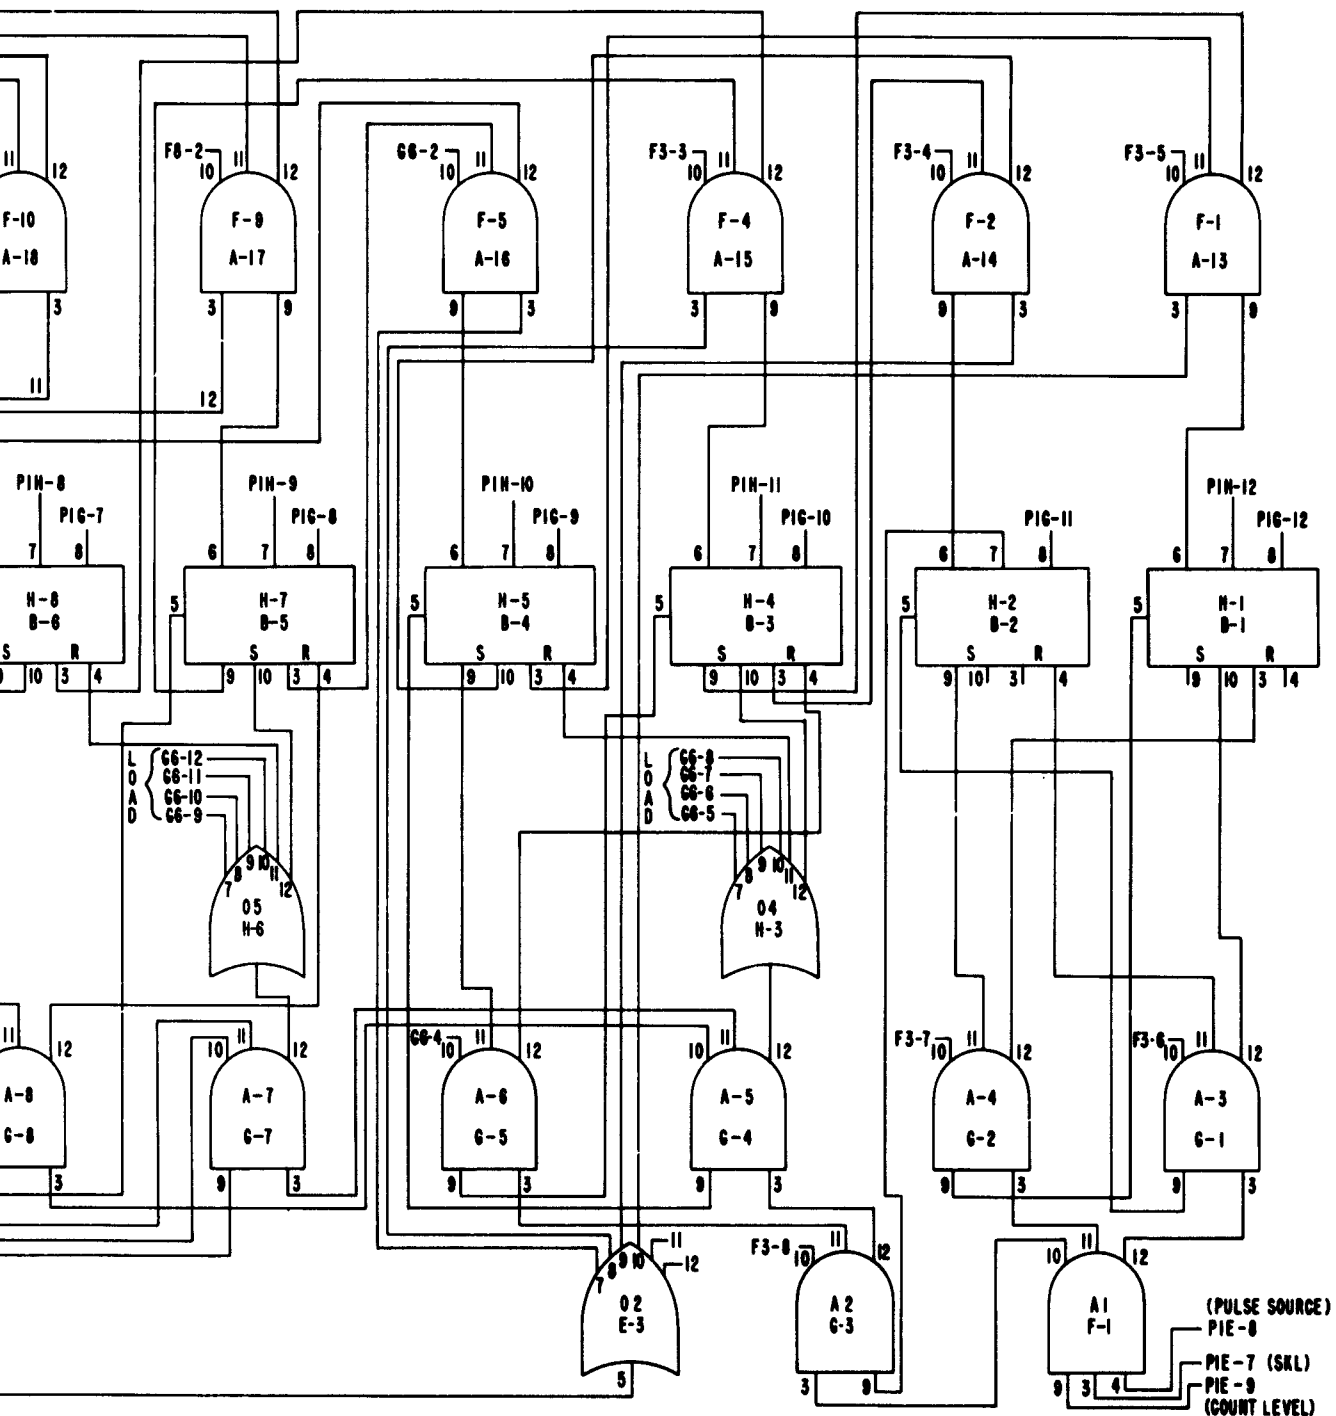 11 12 F8-2 10 11 12 G6-2 10 11 12 F3-3 10 11 12 F3-4 10 11 12 F3-5 10 11 12
F-10 F-9 F-5 F-4 F-2 F-1
A-18 A-17 A-16 A-15 A-14 A-13
3 3 9 9 3 3 9 9 3 3 9
11
12
PIH-8 PIH-9 PIH-10 PIH-11 PIH-12
PIG-7 PIG-8 PIG-9 PIG-10 PIG-11 PIG-12
7 8 6 7 8 6 7 8 6 7 8 6 7 8 6 7 8
5 5 5 5 5
H-8 H-7 H-5 H-4 H-2 H-1
B-6 B-5 B-4 B-3 B-2 B-1
S R S R S R S R S R S R
9 10 3 4 9 10 3 4 9 10 3 4 9 10 3 4 9 10 3 4 9 10 3 4
LOAD
G6-12
G6-11
G6-10
G6-9
LOAD
G6-8
G6-7
G6-6
G6-5
7 8 9 10 11 12
O5
H-6
7 8 9 10 11 12
O4
H-3
11 12 10 11 12 G6-4 10 11 12 10 11 12 F3-7 10 11 12 F3-6 10 11 12
A-8 A-7 A-6 A-5 A-4 A-3
G-8 G-7 G-5 G-4 G-2 G-1
3 9 3 9 3 9 3 9 3 9 3
7 8 9 10 11 12
O2
E-3
5
F3-8 10 11 12
A2
G-3
3 9
10 11 12
A1
F-1
9 3 4
(PULSE SOURCE)
PIE-8
PIE-7 (SKL)
PIE-9
(COUNT LEVEL)